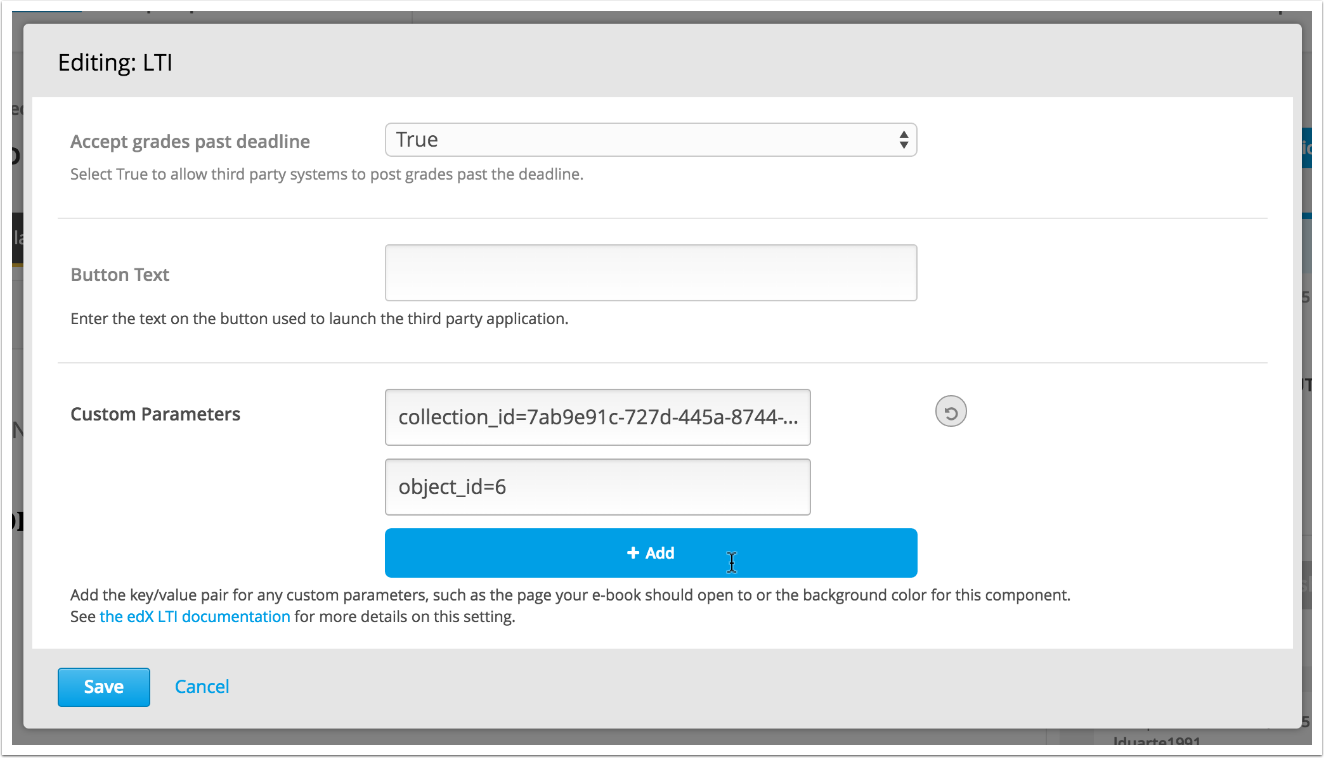 Editing: LTI
Accept grades past deadline
True
Select True to allow third party systems to post grades past the deadline.
Button Text
Enter the text on the button used to launch the third party application.
Custom Parameters
collection_id=7ab9e91c-727d-445a-8744-...
object_id=6
+ Add
Add the key/value pair for any custom parameters, such as the page your e-book should open to or the background color for this component.
See the edX LTI documentation for more details on this setting.
Save
Cancel
lduarte1991